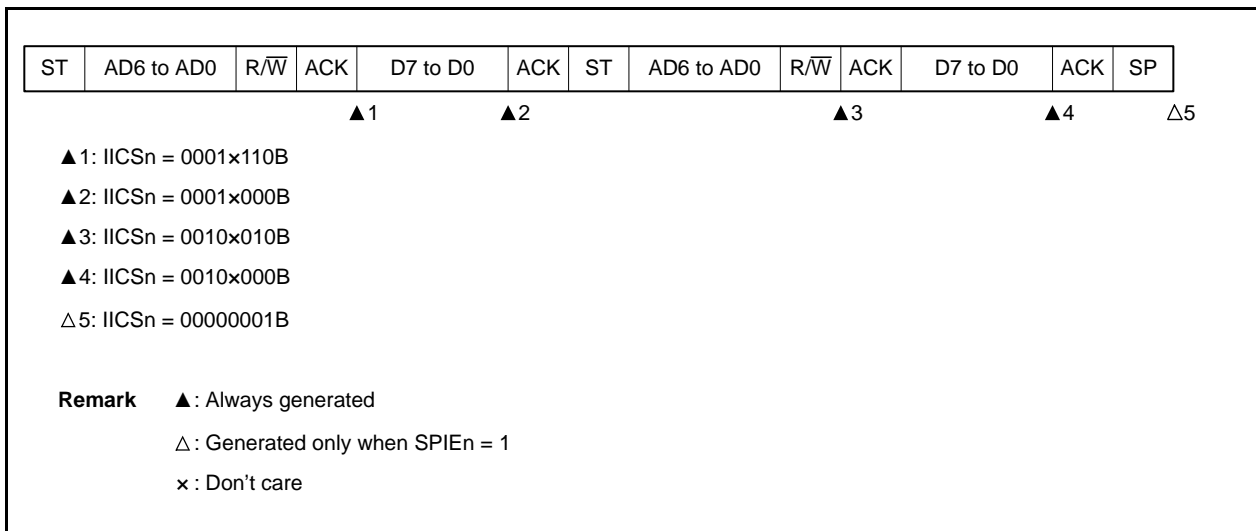 ST AD6 to AD0 R/W̅ ACK D7 to D0 ACK ST AD6 to AD0 R/W̅ ACK D7 to D0 ACK SP
▲1 ▲2 ▲3 ▲4 △5
▲1: IICSn = 0001×110B
▲2: IICSn = 0001×000B
▲3: IICSn = 0010×010B
▲4: IICSn = 0010×000B
△5: IICSn = 00000001B
Remark ▲: Always generated
△: Generated only when SPIEn = 1
×: Don't care